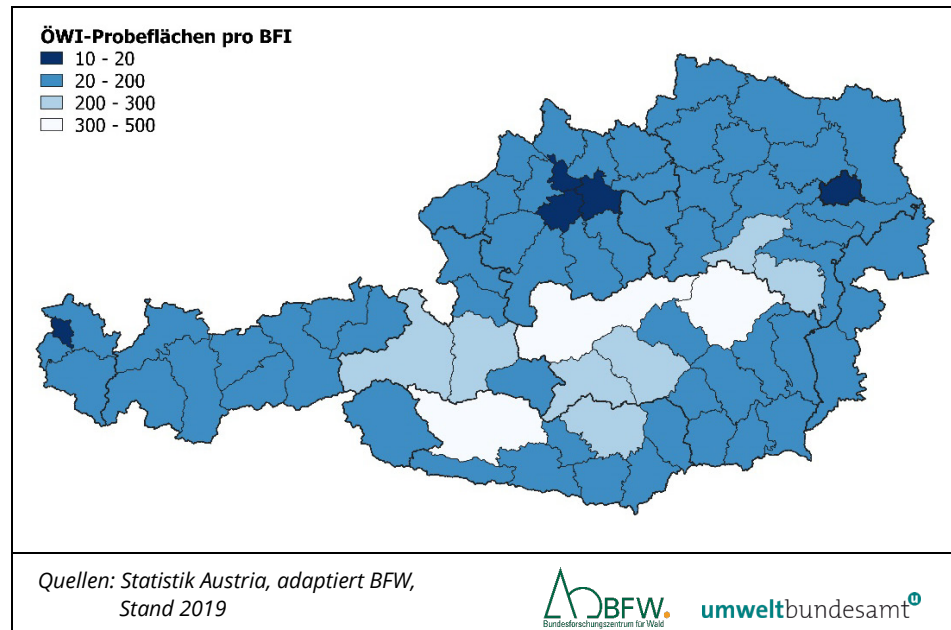 ÖWI-Probeflächen pro BFI
10 - 20
20 - 200
200 - 300
300 - 500
Quellen: Statistik Austria, adaptiert BFW,
Stand 2019
BFW.
Bundesforschungszentrum für Wald
umweltbundesamt
u